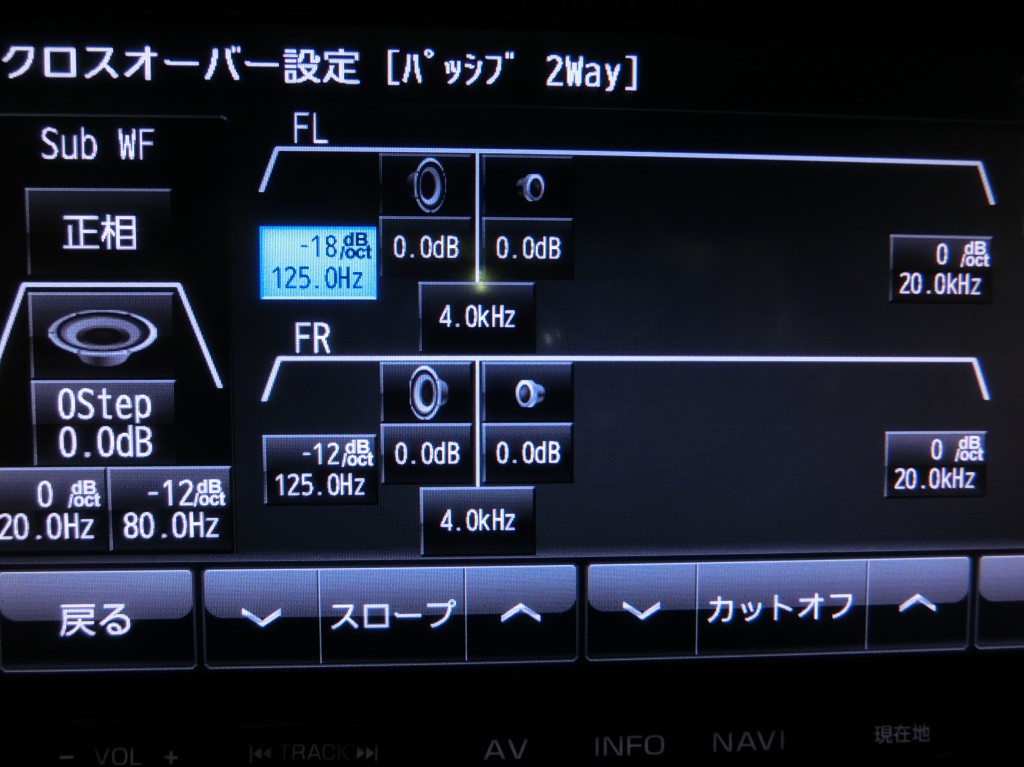 クロスオーバー設定 [ﾊﾟｯｼﾌﾞ 2Way]
Sub WF
正相
0Step
0.0dB
0 dB/oct
20.0Hz
-12 dB/oct
80.0Hz
FL
-18 dB/oct
125.0Hz
0.0dB
0.0dB
4.0kHz
0 dB/oct
20.0kHz
FR
-12 dB/oct
125.0Hz
0.0dB
0.0dB
4.0kHz
0 dB/oct
20.0kHz
戻る
スロープ
カットオフ
− VOL +
TRACK
AV
INFO
NAVI
現在地